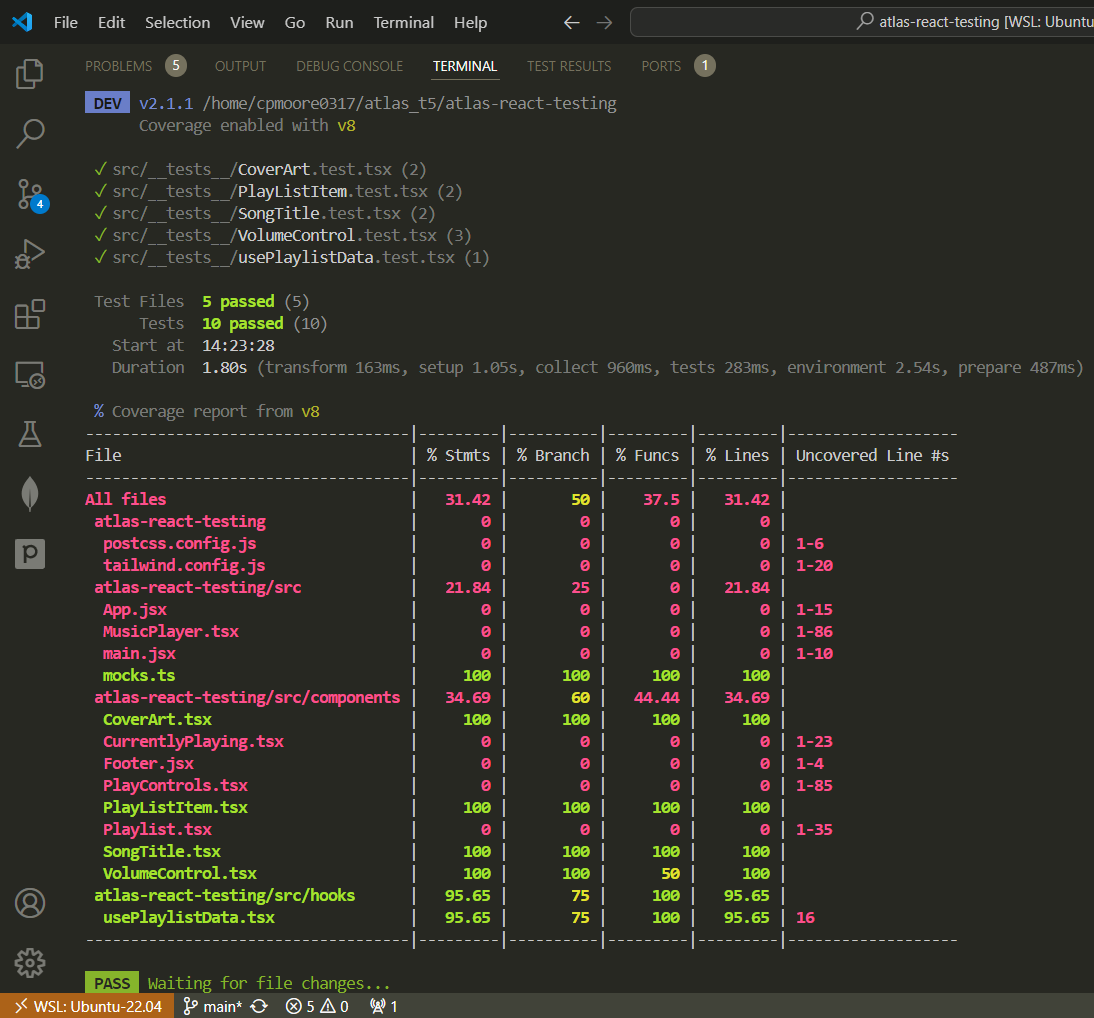 File Edit Selection View Go Run Terminal Help ← → atlas-react-testing [WSL: Ubuntu
PROBLEMS 5 OUTPUT DEBUG CONSOLE TERMINAL TEST RESULTS PORTS 1
DEV v2.1.1 /home/cpmoore0317/atlas_t5/atlas-react-testing
Coverage enabled with v8
✓ src/__tests__/CoverArt.test.tsx (2)
✓ src/__tests__/PlayListItem.test.tsx (2)
✓ src/__tests__/SongTitle.test.tsx (2)
✓ src/__tests__/VolumeControl.test.tsx (3)
✓ src/__tests__/usePlaylistData.test.tsx (1)
4
Test Files 5 passed (5)
Tests 10 passed (10)
Start at 14:23:28
Duration 1.80s (transform 163ms, setup 1.05s, collect 960ms, tests 283ms, environment 2.54s, prepare 487ms)
% Coverage report from v8
------------------------------------|---------|----------|---------|---------|-------------------
File | % Stmts | % Branch | % Funcs | % Lines | Uncovered Line #s
------------------------------------|---------|----------|---------|---------|-------------------
All files | 31.42 | 50 | 37.5 | 31.42 |
atlas-react-testing | 0 | 0 | 0 | 0 |
postcss.config.js | 0 | 0 | 0 | 0 | 1-6
tailwind.config.js | 0 | 0 | 0 | 0 | 1-20
atlas-react-testing/src | 21.84 | 25 | 0 | 21.84 |
App.jsx | 0 | 0 | 0 | 0 | 1-15
MusicPlayer.tsx | 0 | 0 | 0 | 0 | 1-86
main.jsx | 0 | 0 | 0 | 0 | 1-10
mocks.ts | 100 | 100 | 100 | 100 |
atlas-react-testing/src/components | 34.69 | 60 | 44.44 | 34.69 |
CoverArt.tsx | 100 | 100 | 100 | 100 |
CurrentlyPlaying.tsx | 0 | 0 | 0 | 0 | 1-23
Footer.jsx | 0 | 0 | 0 | 0 | 1-4
PlayControls.tsx | 0 | 0 | 0 | 0 | 1-85
PlayListItem.tsx | 100 | 100 | 100 | 100 |
Playlist.tsx | 0 | 0 | 0 | 0 | 1-35
SongTitle.tsx | 100 | 100 | 100 | 100 |
VolumeControl.tsx | 100 | 100 | 50 | 100 |
atlas-react-testing/src/hooks | 95.65 | 75 | 100 | 95.65 |
usePlaylistData.tsx | 95.65 | 75 | 100 | 95.65 | 16
------------------------------------|---------|----------|---------|---------|-------------------
PASS Waiting for file changes...
WSL: Ubuntu-22.04 main* 5 0 1